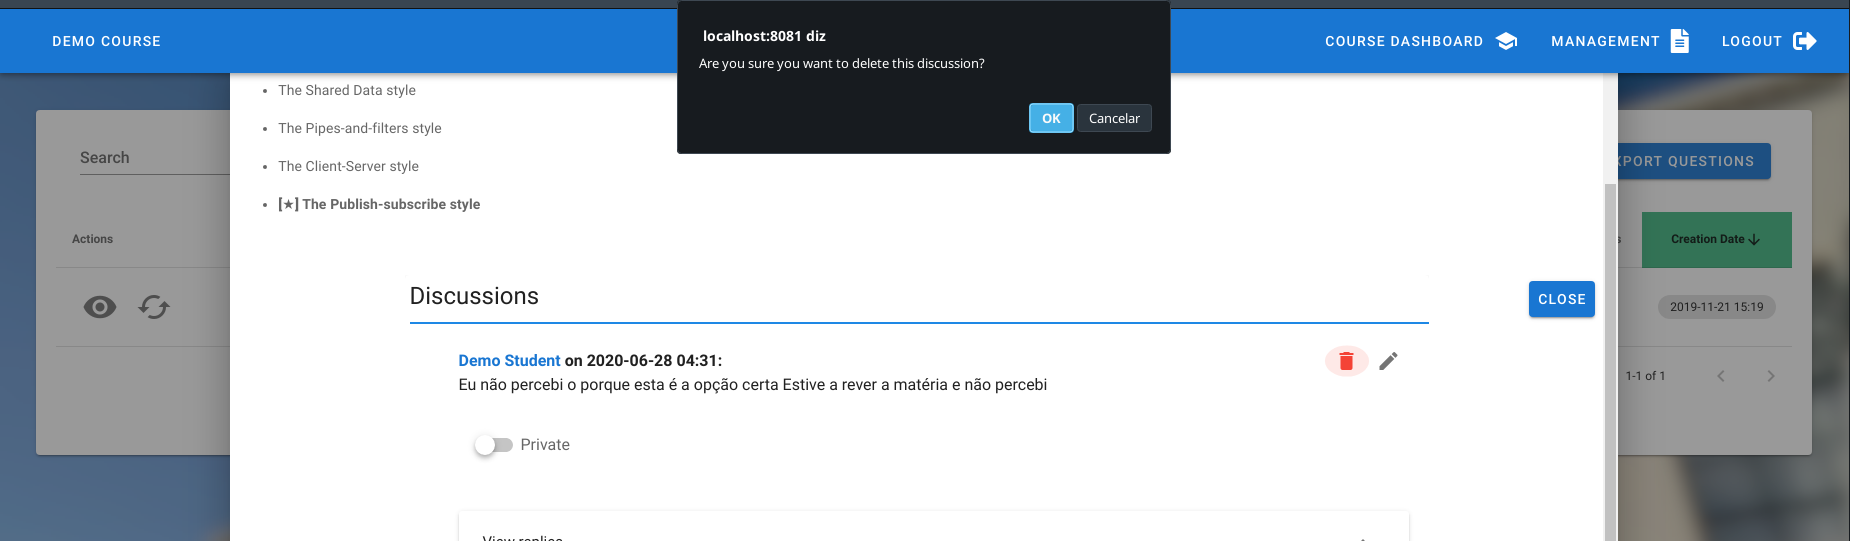 localhost:8081 diz
Are you sure you want to delete this discussion?
OK
Cancelar
DEMO COURSE
COURSE DASHBOARD
MANAGEMENT
LOGOUT
• The Shared Data style
• The Pipes-and-filters style
• The Client-Server style
• [★] The Publish-subscribe style
Search
XPORT QUESTIONS
Actions
s
Creation Date
2019-11-21 15:19
1-1 of 1
Discussions
CLOSE
Demo Student on 2020-06-28 04:31:
Eu não percebi o porque esta é a opção certa Estive a rever a matéria e não percebi
Private
View replies